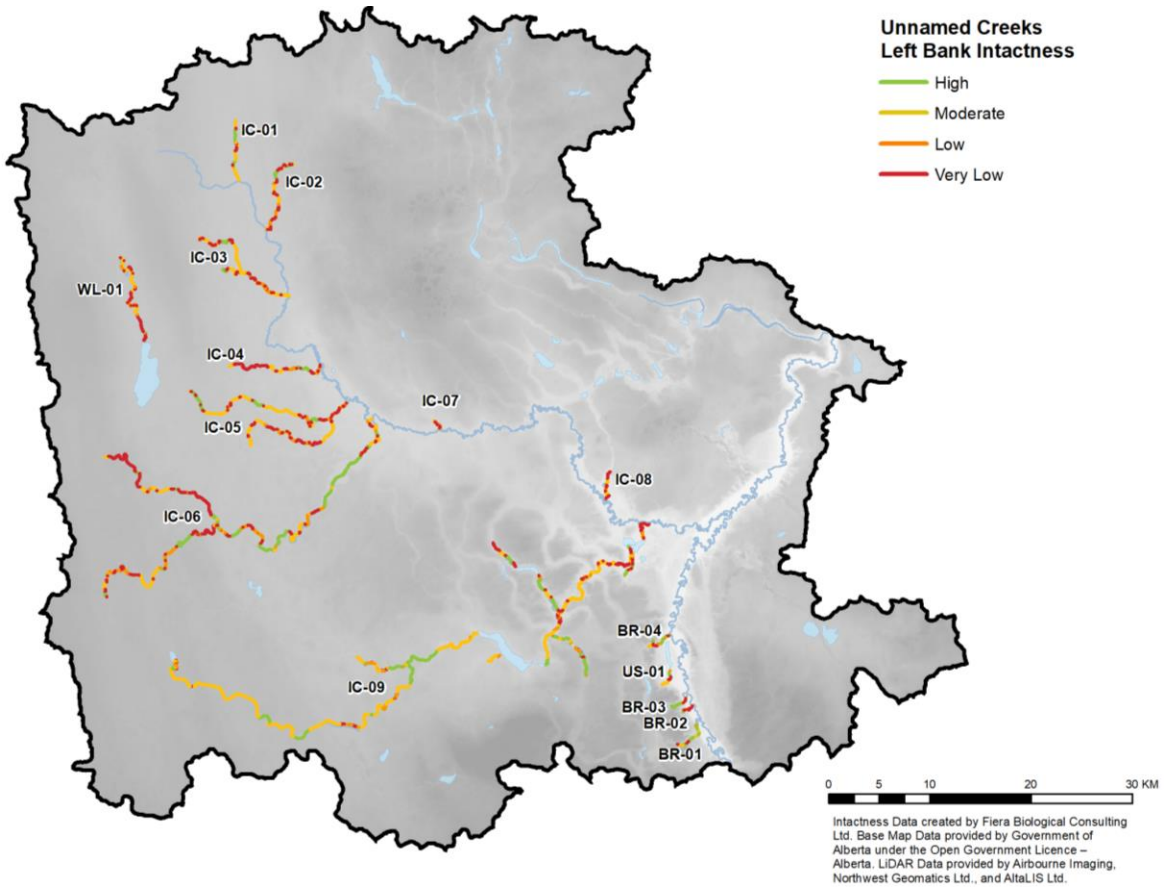 Unnamed Creeks
Left Bank Intactness
High
Moderate
Low
Very Low
IC-01
IC-02
IC-03
WL-01
IC-04
IC-07
IC-05
IC-08
IC-06
BR-04
US-01
IC-09
BR-03
BR-02
BR-01
0 5 10 20 30 KM
Intactness Data created by Fiera Biological Consulting
Ltd. Base Map Data provided by Government of
Alberta under the Open Government Licence –
Alberta. LiDAR Data provided by Airbourne Imaging,
Northwest Geomatics Ltd., and AltaLIS Ltd.